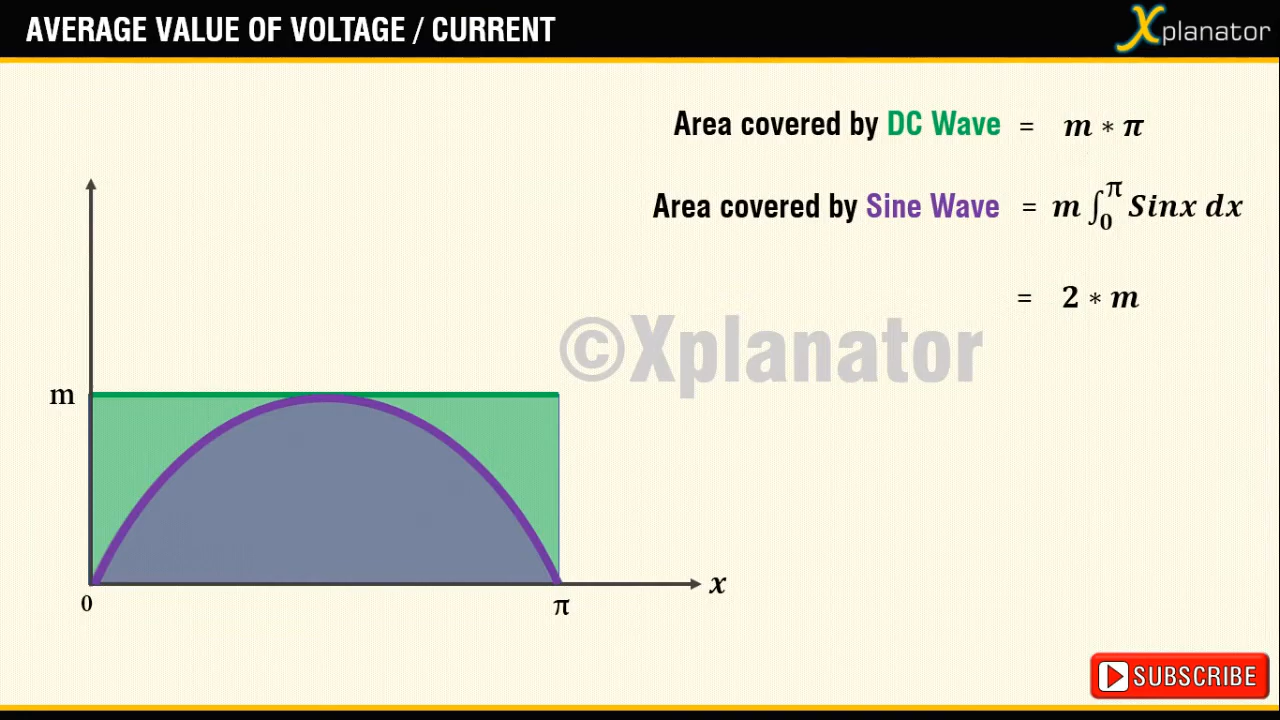 AVERAGE VALUE OF VOLTAGE / CURRENT
Xplanator
Area covered by DC Wave = m ∗ π
Area covered by Sine Wave = m ∫₀^π Sinx dx
= 2 ∗ m
©Xplanator
m
x
0
π
SUBSCRIBE